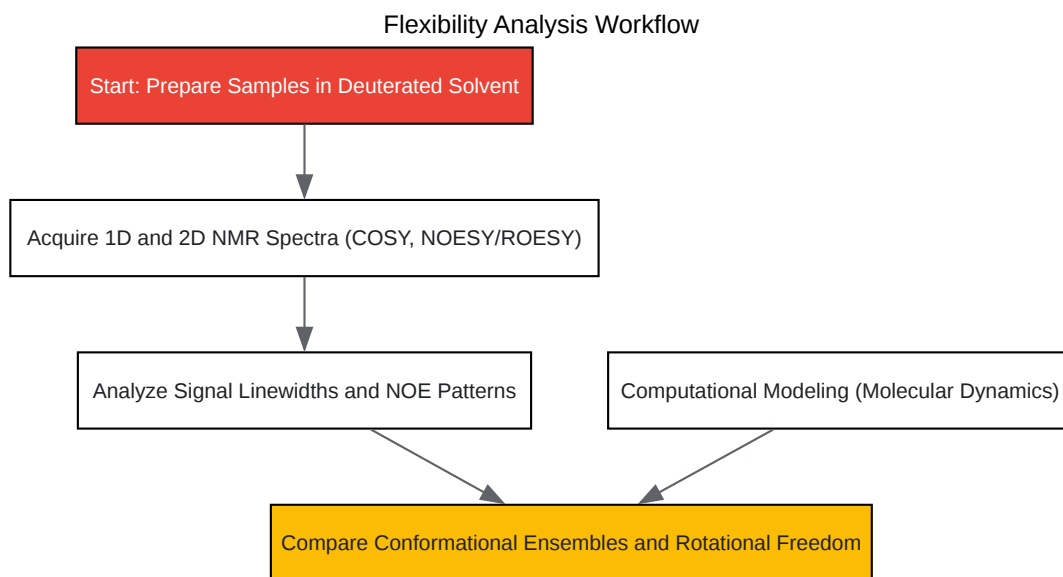 Flexibility Analysis Workflow
Start: Prepare Samples in Deuterated Solvent
Acquire 1D and 2D NMR Spectra (COSY, NOESY/ROESY)
Analyze Signal Linewidths and NOE Patterns
Computational Modeling (Molecular Dynamics)
Compare Conformational Ensembles and Rotational Freedom